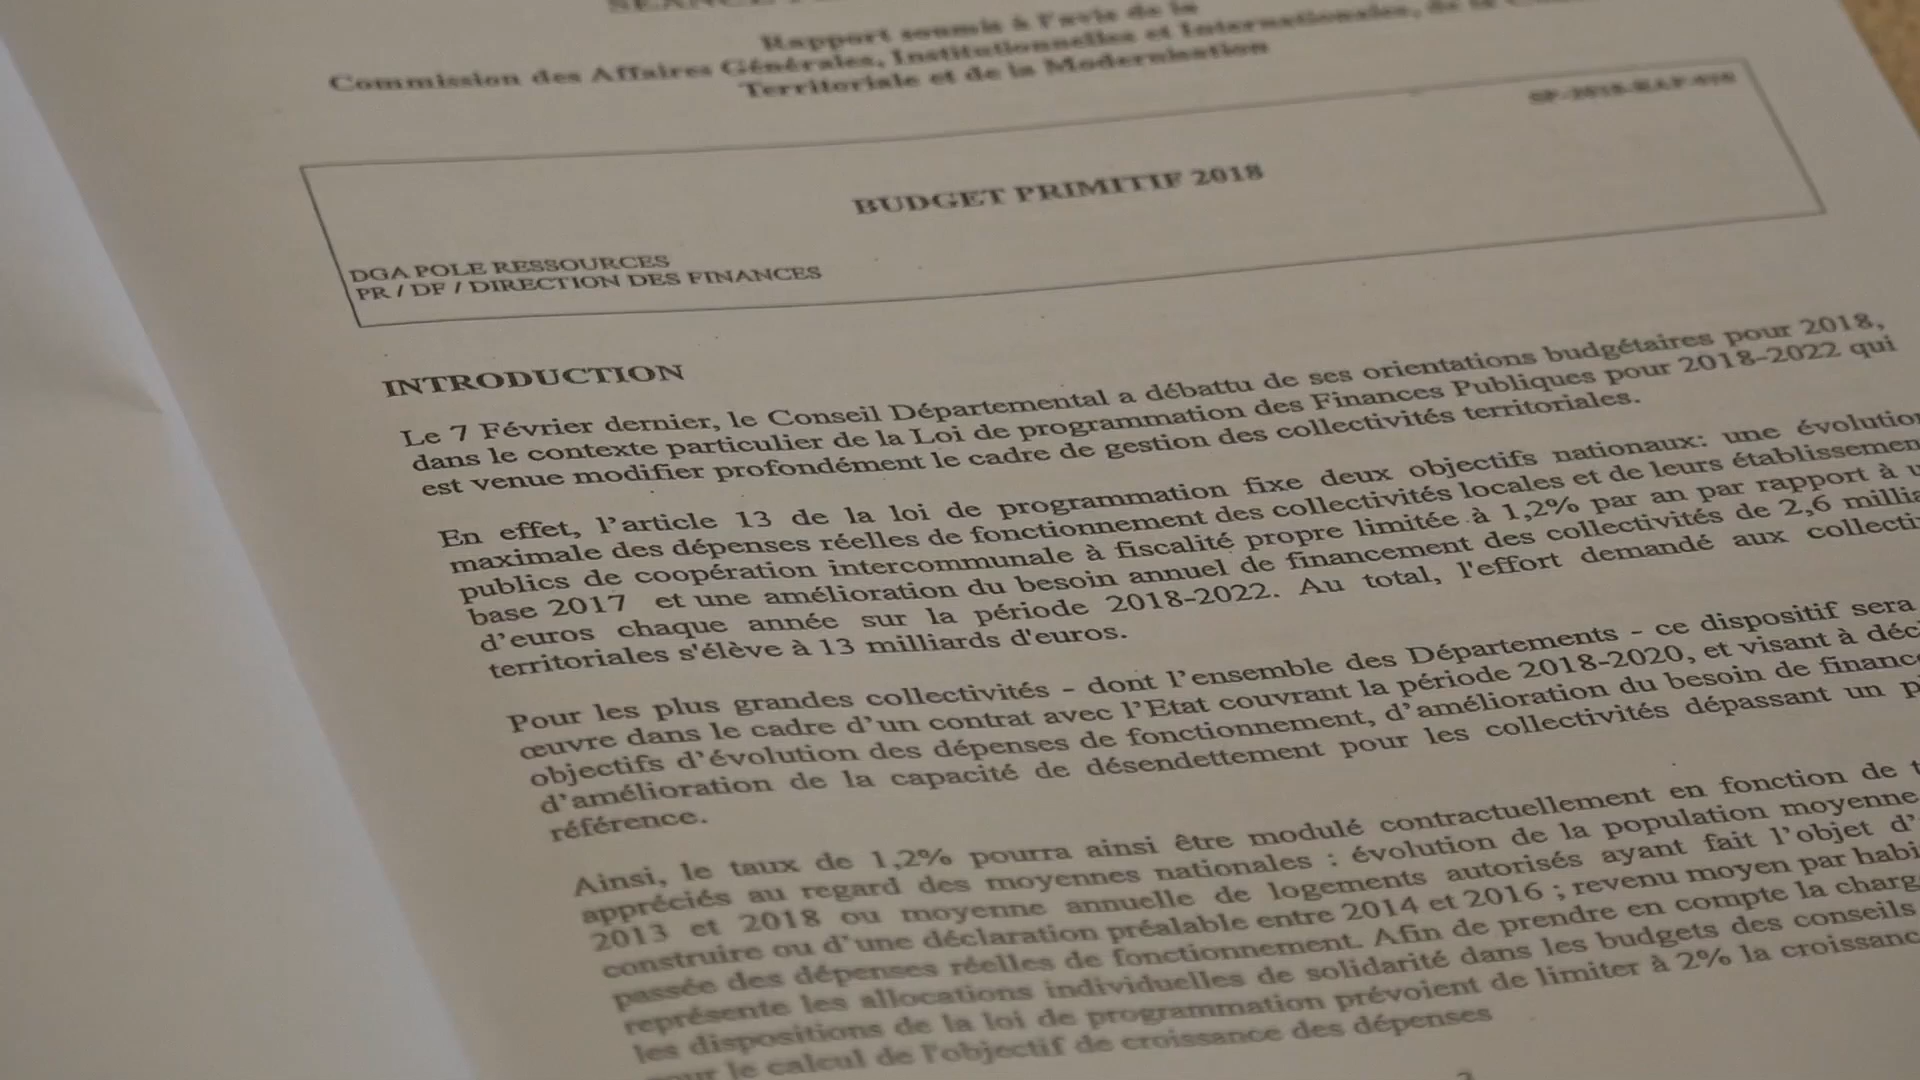 Rapport soumis à l'avis de la
Commission des Affaires Générales, Institutionnelles et Internationales, de la
Territoriale et de la Modernisation
BUDGET PRIMITIF 2018
DGA POLE RESSOURCES
PR / DF / DIRECTION DES FINANCES
INTRODUCTION
Le 7 Février dernier, le Conseil Départemental a débattu de ses orientations budgétaires pour 2018,
dans le contexte particulier de la Loi de programmation des Finances Publiques pour 2018-2022 qui
est venue modifier profondément le cadre de gestion des collectivités territoriales.
En effet, l'article 13 de la loi de programmation fixe deux objectifs nationaux: une évolution
maximale des dépenses réelles de fonctionnement des collectivités locales et de leurs établissemen
publics de coopération intercommunale à fiscalité propre limitée à 1,2% par an par rapport à u
base 2017 et une amélioration du besoin annuel de financement des collectivités de 2,6 millia
d'euros chaque année sur la période 2018-2022. Au total, l'effort demandé aux collecti
territoriales s'élève à 13 milliards d'euros.
Pour les plus grandes collectivités - dont l'ensemble des Départements - ce dispositif sera
œuvre dans le cadre d'un contrat avec l'Etat couvrant la période 2018-2020, et visant à déc
objectifs d'évolution des dépenses de fonctionnement, d'amélioration du besoin de financ
d'amélioration de la capacité de désendettement pour les collectivités dépassant un p
référence.
Ainsi, le taux de 1,2% pourra ainsi être modulé contractuellement en fonction de t
appréciés au regard des moyennes nationales : évolution de la population moyenne
2013 et 2018 ou moyenne annuelle de logements autorisés ayant fait l'objet d'
construire ou d'une déclaration préalable entre 2014 et 2016 ; revenu moyen par habi
passée des dépenses réelles de fonctionnement. Afin de prendre en compte la charg
représente les allocations individuelles de solidarité dans les budgets des conseils
les dispositions de la loi de programmation prévoient de limiter à 2% la croissanc
pour le calcul de l'objectif de croissance des dépenses